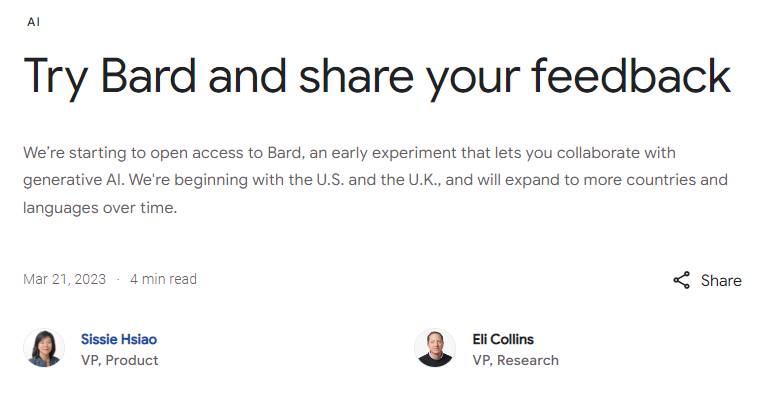 AI
Try Bard and share your feedback
We’re starting to open access to Bard, an early experiment that lets you collaborate with
generative AI. We're beginning with the U.S. and the U.K., and will expand to more countries and
languages over time.
Mar 21, 2023 · 4 min read
Share
Sissie Hsiao
VP, Product
Eli Collins
VP, Research